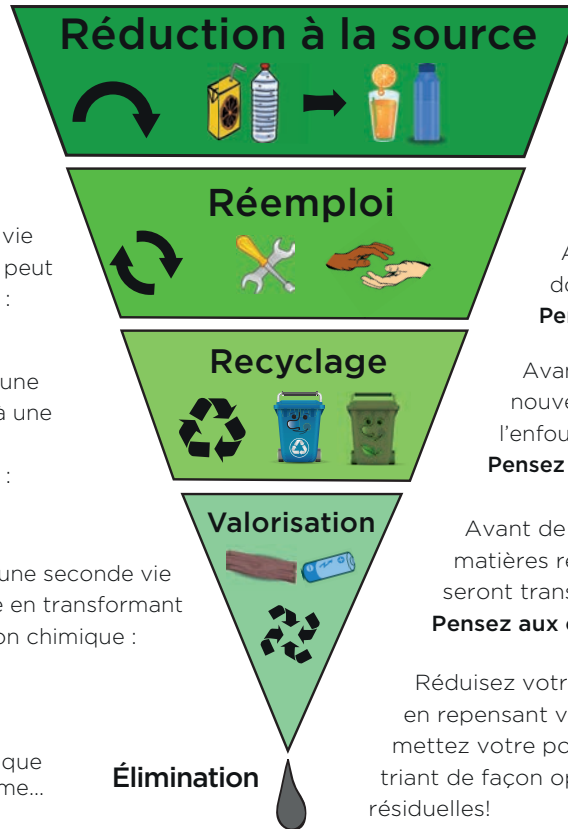 Réduction à la source
Réemploi
vie
peut
:
A
do
Recyclage
une
à une
:
Avan
nouve
l'enfou
Pensez
Valorisation
une seconde vie
en transformant
on chimique :
Avant de
matières re
seront trans
Pensez aux
Élimination
que
me...
Réduisez votr
en repensant v
mettez votre po
triant de façon op
résiduelles!